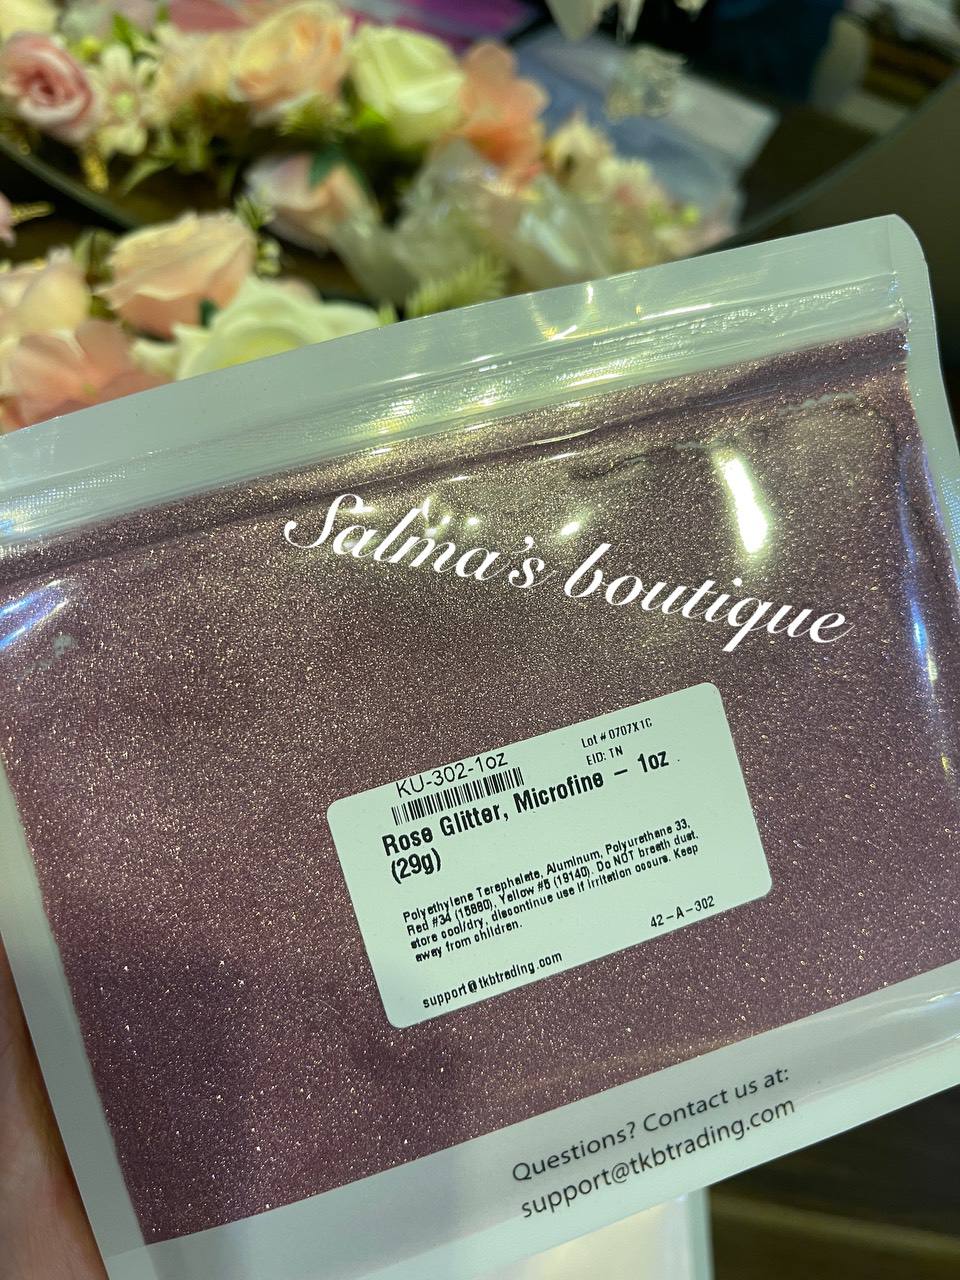 Salma's boutique
KU-302-1oz
Lot # 0707X1C
EID: TN
Rose Glitter, Microfine – 1oz
(29g)
Polyethylene Terephalate, Aluminum, Polyurethane 33,
Red #34 (15880), Yellow #5 (19140). Do NOT breath dust,
store cool/dry, discontinue use if irritation occurs. Keep
away from children.
42-A-302
support@tkbtrading.com
Questions? Contact us at:
support@tkbtrading.com